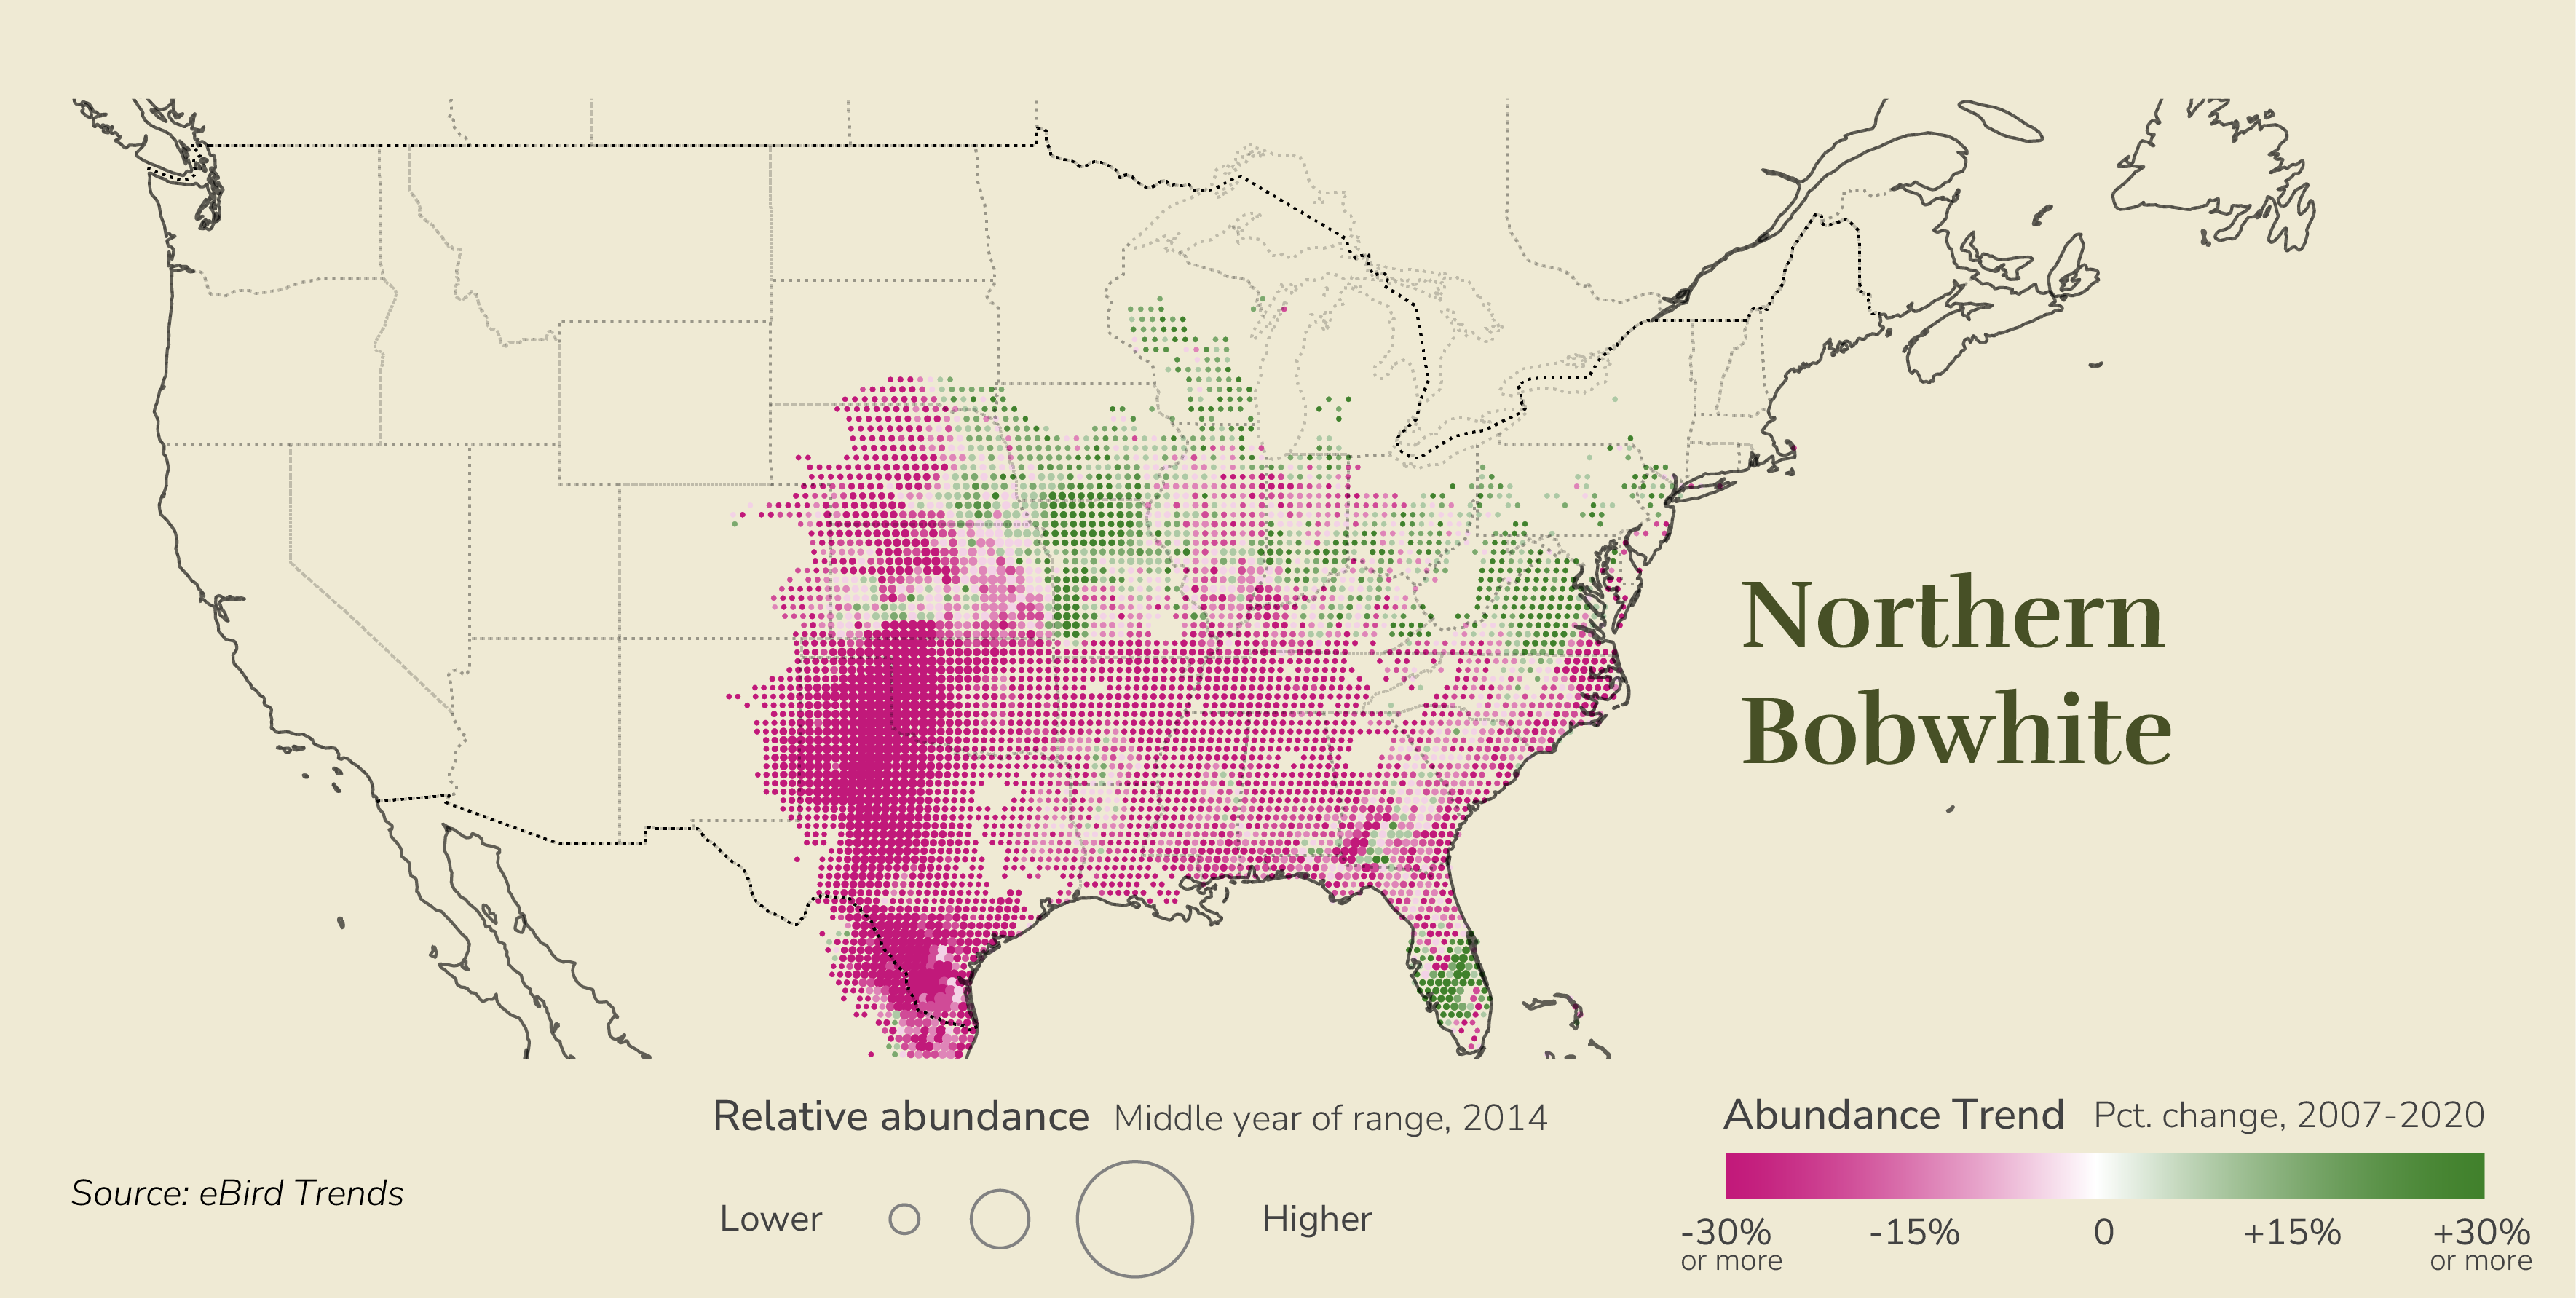 Northern
Bobwhite
Relative abundance Middle year of range, 2014
Lower Higher
Abundance Trend Pct. change, 2007-2020
-30% -15% 0 +15% +30%
or more or more
Source: eBird Trends